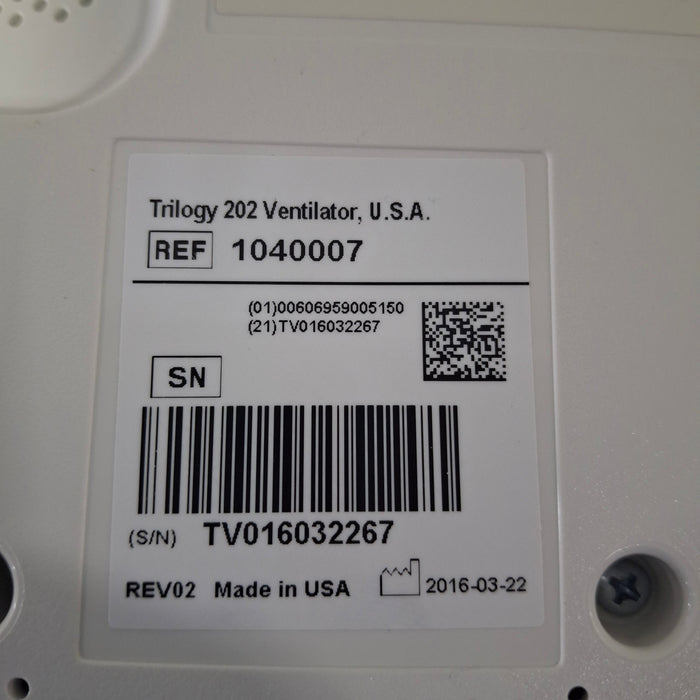 Trilogy 202 Ventilator, U.S.A.
REF 1040007
(01)00606959005150
(21)TV016032267
SN
(S/N) TV016032267
REV02 Made in USA 2016-03-22